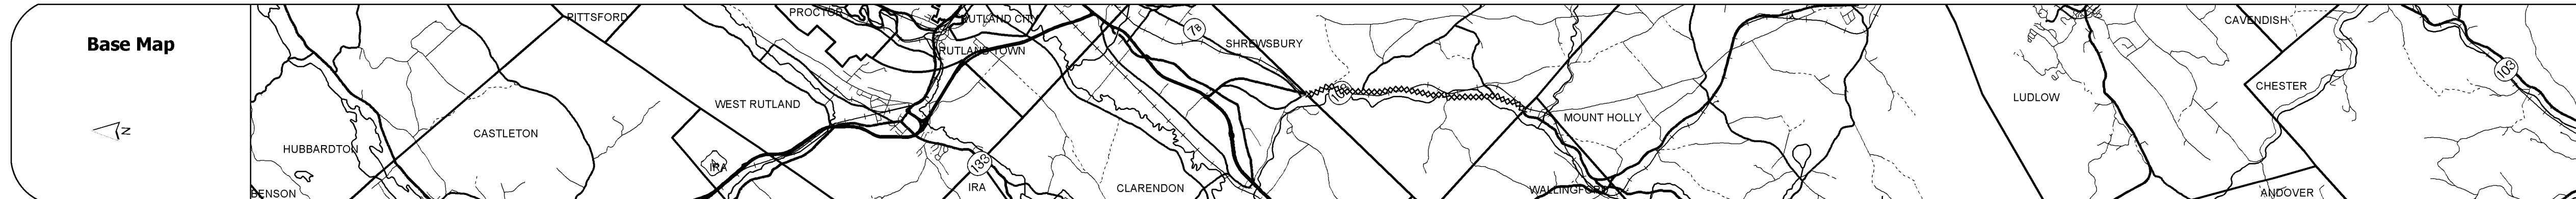 Base Map
N
PITTSFORD
PROCTOR
RUTLAND CITY
78
CAVENDISH
SHREWSBURY
RUTLAND TOWN
103
CHESTER
WEST RUTLAND
LUDLOW
MOUNT HOLLY
CASTLETON
HUBBARDTON
133
IRA
IRA
CLARENDON
WALLINGFORD
BENSON
ANDOVER